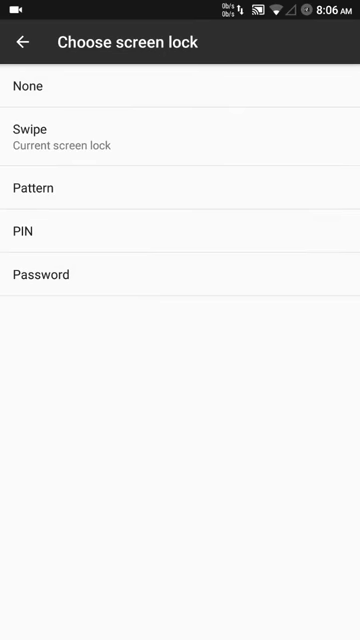 0b/s
0b/s
8:06 AM
Choose screen lock
None
Swipe
Current screen lock
Pattern
PIN
Password